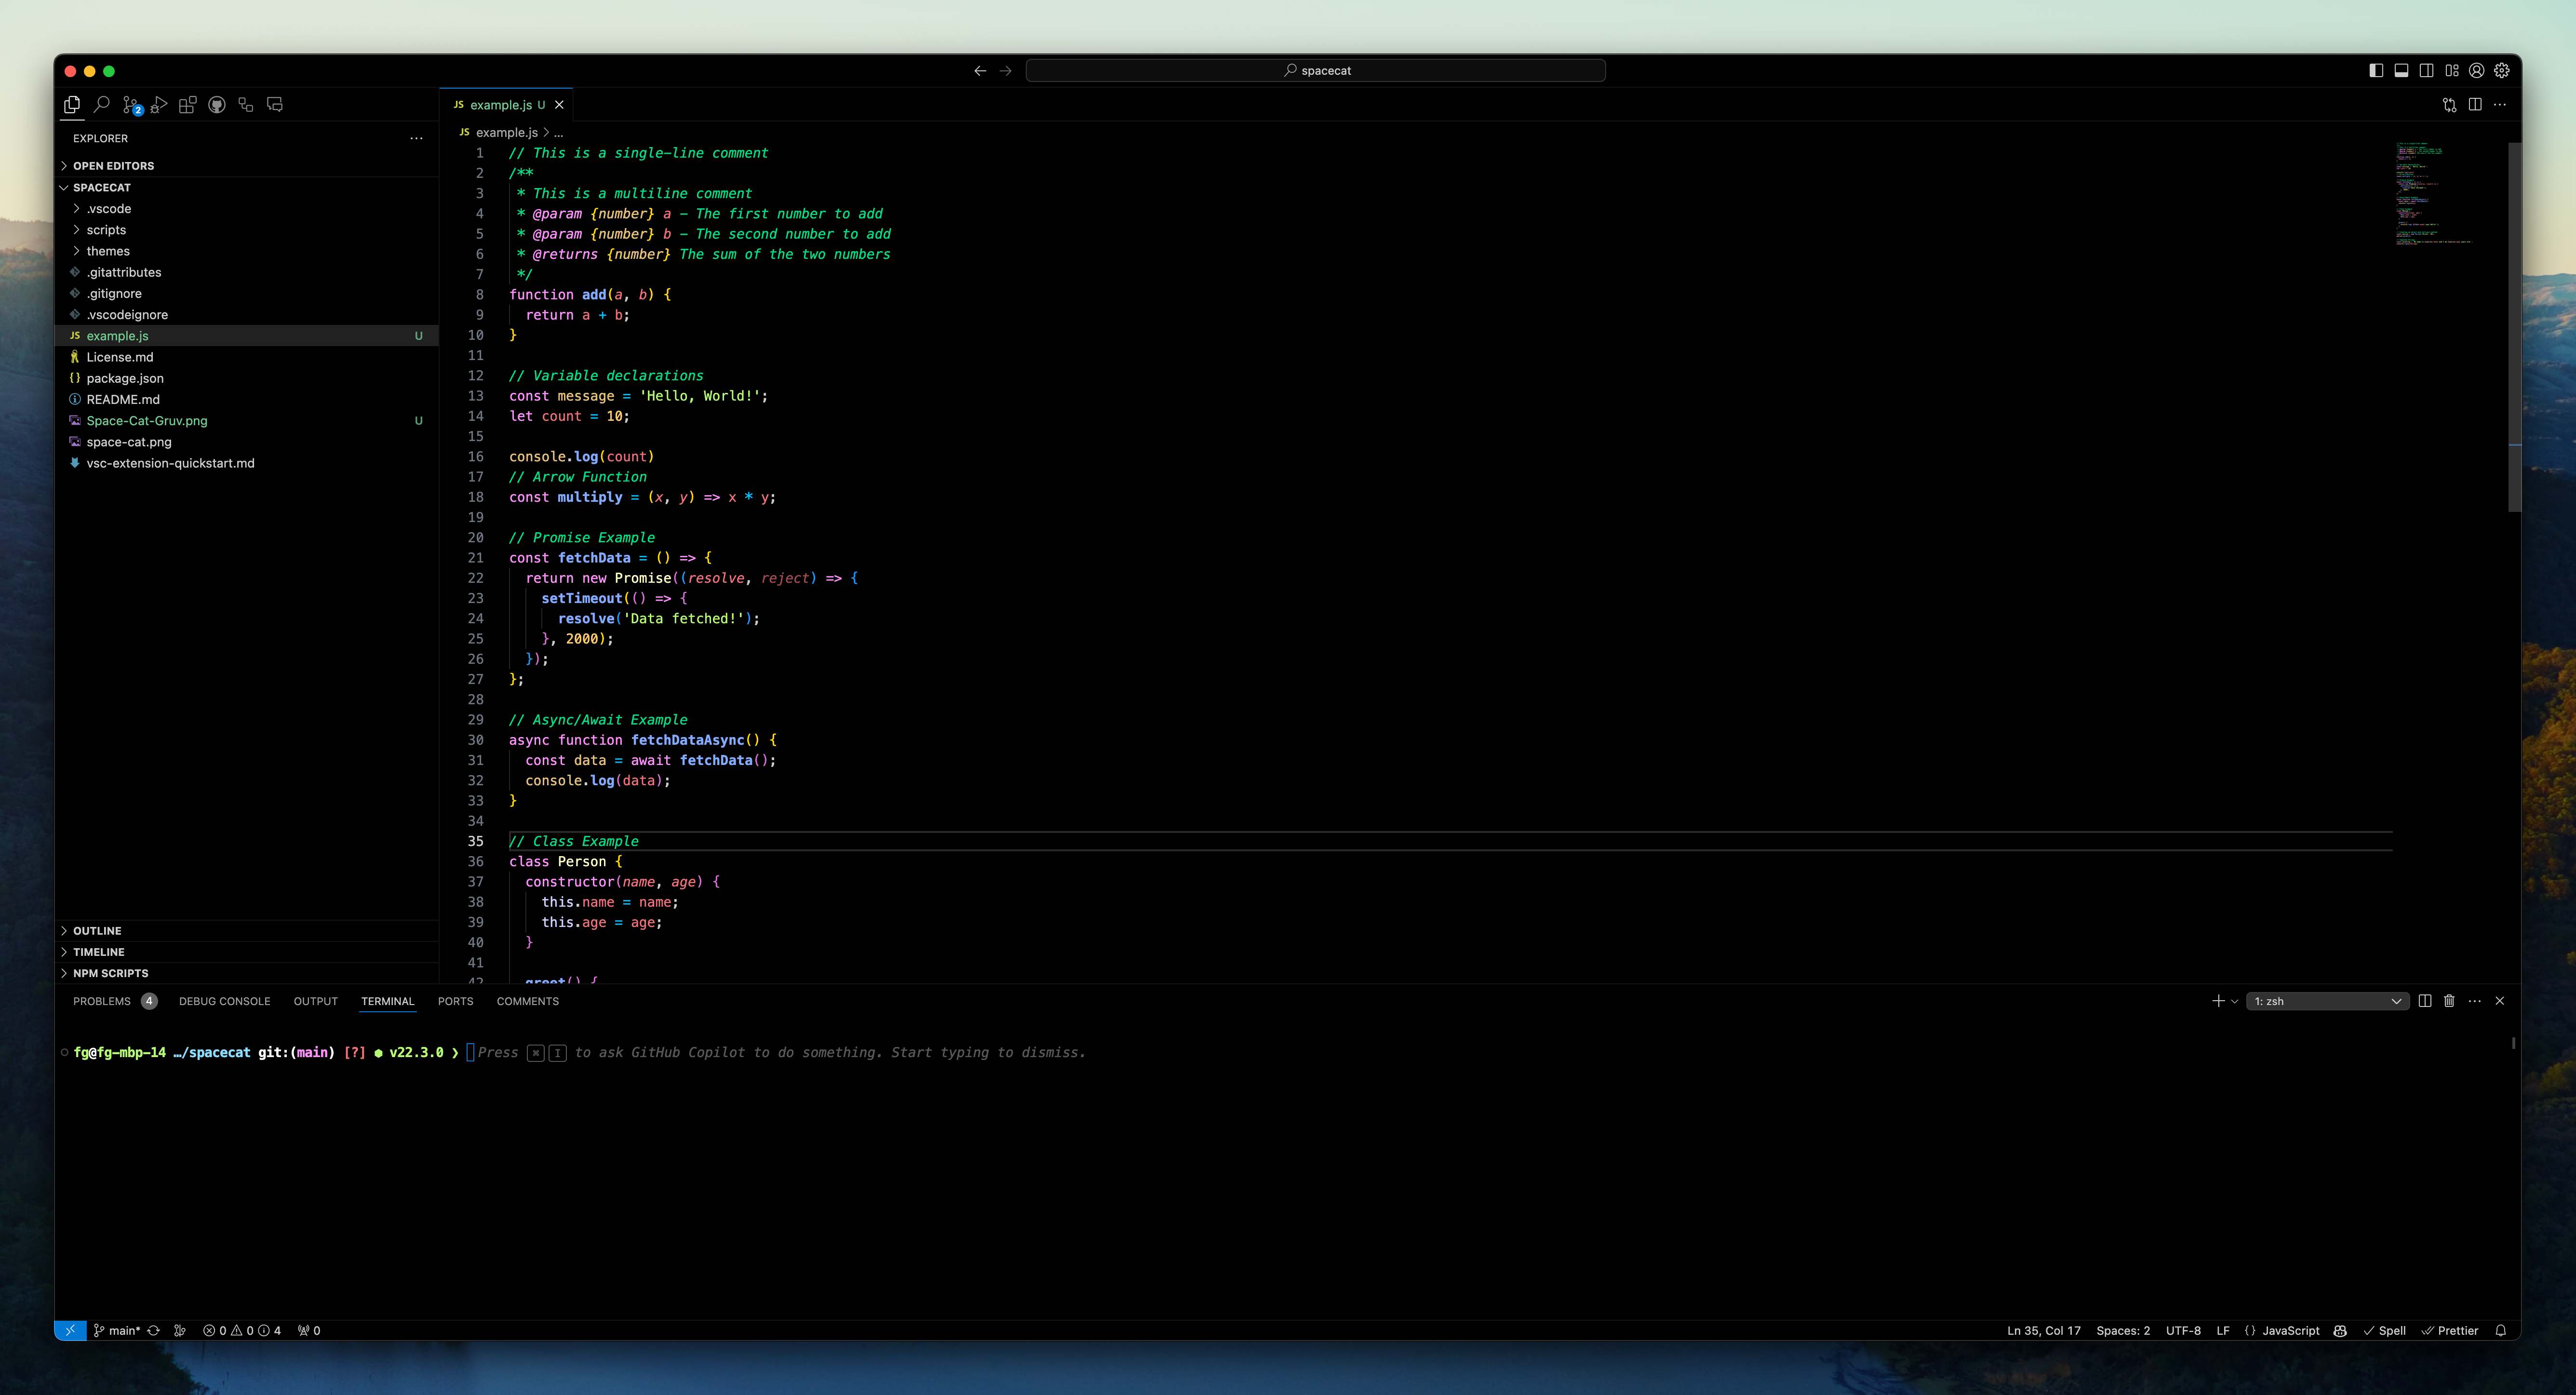 spacecat
2
EXPLORER
OPEN EDITORS
SPACECAT
.vscode
scripts
themes
.gitattributes
.gitignore
.vscodeignore
JS example.js U
License.md
{} package.json
README.md
Space-Cat-Gruv.png U
space-cat.png
vsc-extension-quickstart.md
OUTLINE
TIMELINE
NPM SCRIPTS
JS example.js U
JS example.js > ...
1 // This is a single-line comment
2 /**
3 * This is a multiline comment
4 * @param {number} a - The first number to add
5 * @param {number} b - The second number to add
6 * @returns {number} The sum of the two numbers
7 */
8 function add(a, b) {
9 return a + b;
10 }
11
12 // Variable declarations
13 const message = 'Hello, World!';
14 let count = 10;
15
16 console.log(count)
17 // Arrow Function
18 const multiply = (x, y) => x * y;
19
20 // Promise Example
21 const fetchData = () => {
22 return new Promise((resolve, reject) => {
23 setTimeout(() => {
24 resolve('Data fetched!');
25 }, 2000);
26 });
27 };
28
29 // Async/Await Example
30 async function fetchDataAsync() {
31 const data = await fetchData();
32 console.log(data);
33 }
34
35 // Class Example
36 class Person {
37 constructor(name, age) {
38 this.name = name;
39 this.age = age;
40 }
41
42 greet() {
PROBLEMS 4 DEBUG CONSOLE OUTPUT TERMINAL PORTS COMMENTS
1: zsh
fg@fg-mbp-14 …/spacecat git:(main) [?] ⬢ v22.3.0 ❯ Press ⌘ I to ask GitHub Copilot to do something. Start typing to dismiss.
main* 0 0 4 0
Ln 35, Col 17 Spaces: 2 UTF-8 LF {} JavaScript Spell Prettier